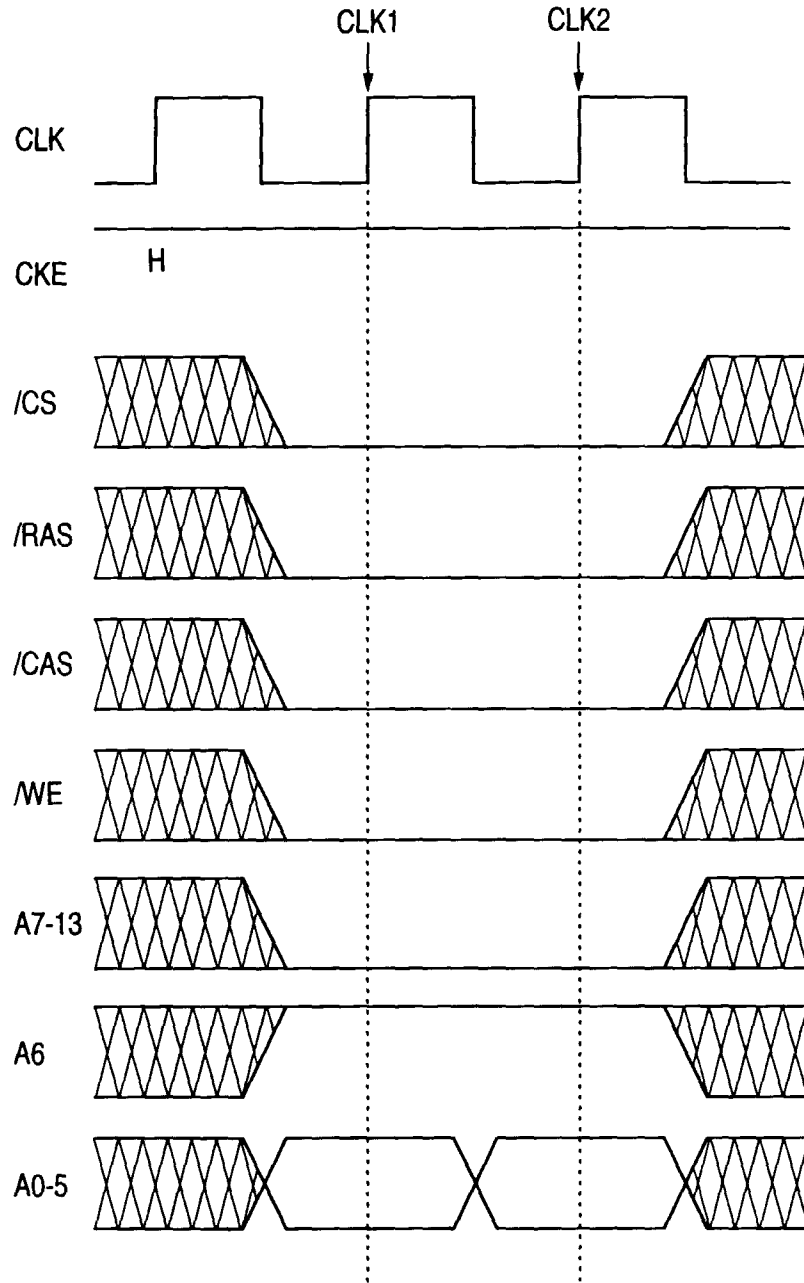 CLK1 CLK2
CLK
CKE H
/CS
/RAS
/CAS
/WE
A7-13
A6
A0-5